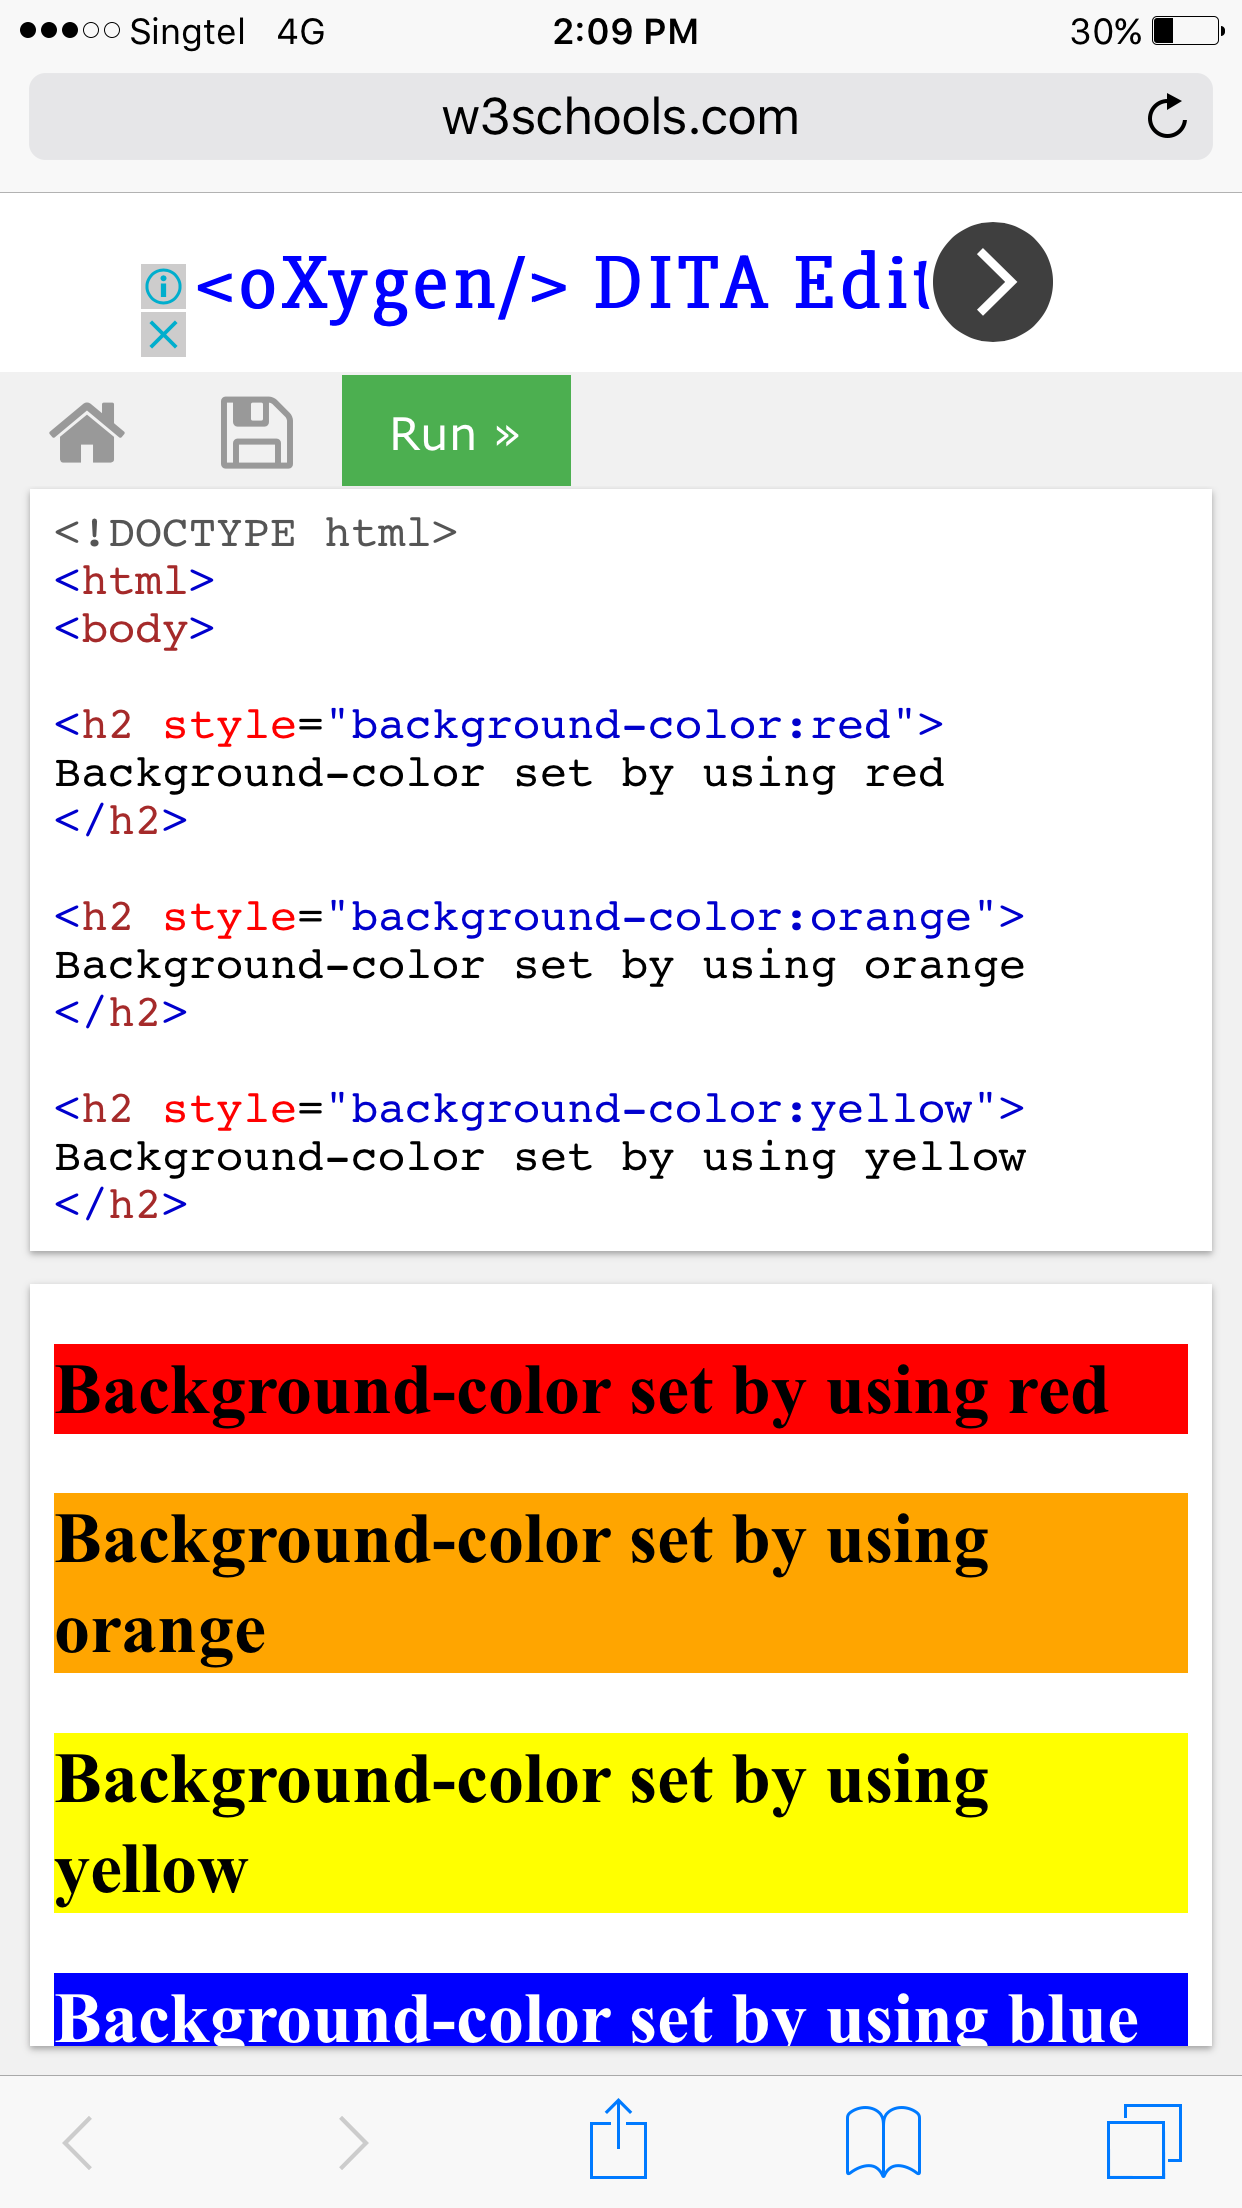 Singtel 4G 2:09 PM 30%
w3schools.com
<oXygen/> DITA Edit
Run »
<!DOCTYPE html>
<html>
<body>
<h2 style="background-color:red">
Background-color set by using red
</h2>
<h2 style="background-color:orange">
Background-color set by using orange
</h2>
<h2 style="background-color:yellow">
Background-color set by using yellow
</h2>
Background-color set by using red
Background-color set by using
orange
Background-color set by using
yellow
Background-color set by using blue